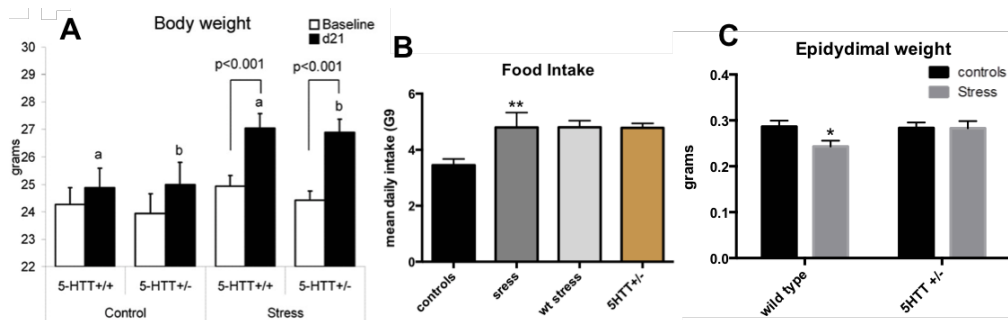 A
Body weight
Baseline
d21
30
29
28
27
26
25
24
23
22
grams
p<0.001
p<0.001
a
b
a
b
5-HTT+/+
5-HTT+/-
5-HTT+/+
5-HTT+/-
Control
Stress
B
Food Intake
mean daily intake (G9
6
4
2
0
**
controls
sress
wt stress
5HTT+/-
C
Epidydimal weight
controls
Stress
grams
0.4
0.3
0.2
0.1
0.0
*
wild type
5HTT +/-